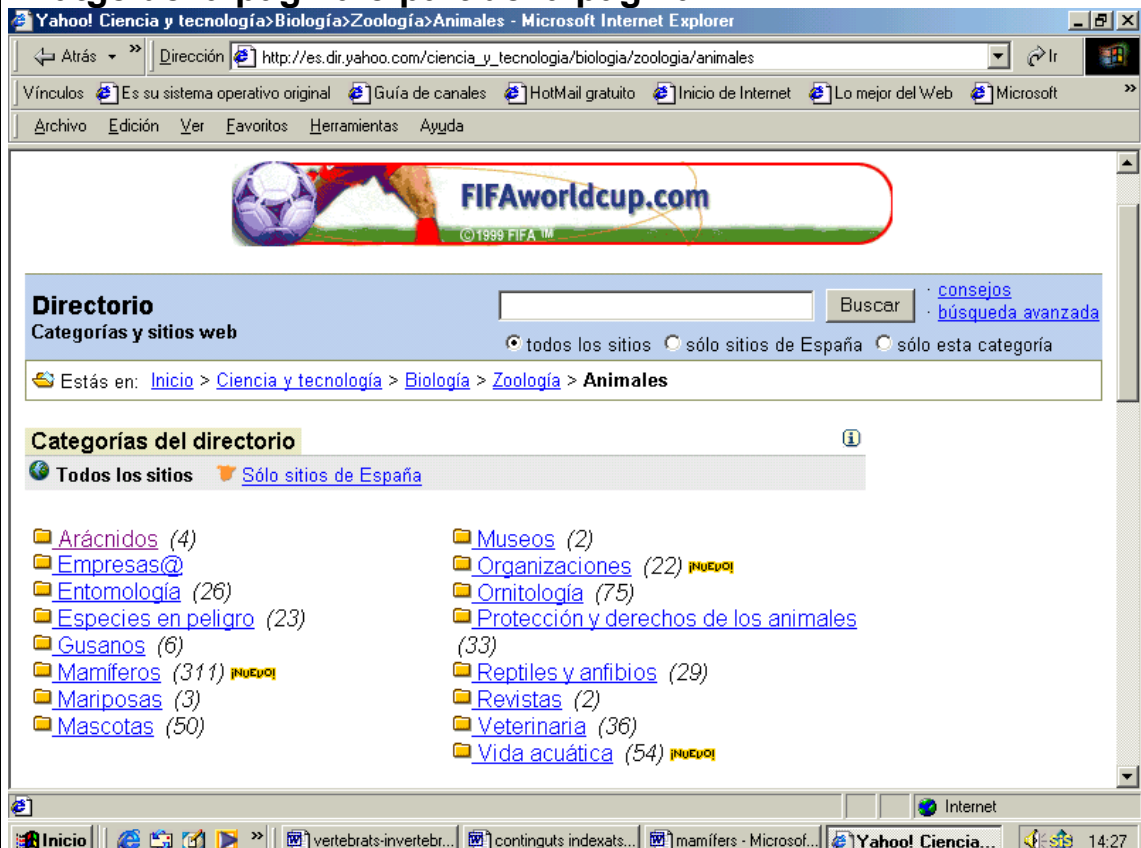 Yahoo! Ciencia y tecnología>Biología>Zoología>Animales - Microsoft Internet Explorer
Atrás » Dirección http://es.dir.yahoo.com/ciencia_y_tecnologia/biologia/zoologia/animales Ir
Vínculos Es su sistema operativo original Guía de canales HotMail gratuito Inicio de Internet Lo mejor del Web Microsoft »
Archivo Edición Ver Favoritos Herramientas Ayuda
FIFAworldcup.com
©1999 FIFA TM
Directorio
Categorías y sitios web
Buscar
· consejos
· búsqueda avanzada
todos los sitios sólo sitios de España sólo esta categoría
Estás en: Inicio > Ciencia y tecnología > Biología > Zoología > Animales
Categorías del directorio
Todos los sitios Sólo sitios de España
Arácnidos (4)
Empresas@
Entomología (26)
Especies en peligro (23)
Gusanos (6)
Mamíferos (311) ¡NUEVO!
Mariposas (3)
Mascotas (50)
Museos (2)
Organizaciones (22) ¡NUEVO!
Ornitología (75)
Protección y derechos de los animales
(33)
Reptiles y anfibios (29)
Revistas (2)
Veterinaria (36)
Vida acuática (54) ¡NUEVO!
Internet
Inicio » vertebrats-invertebr... continguts indexats... mamífers - Microsof... Yahoo! Ciencia... 14:27